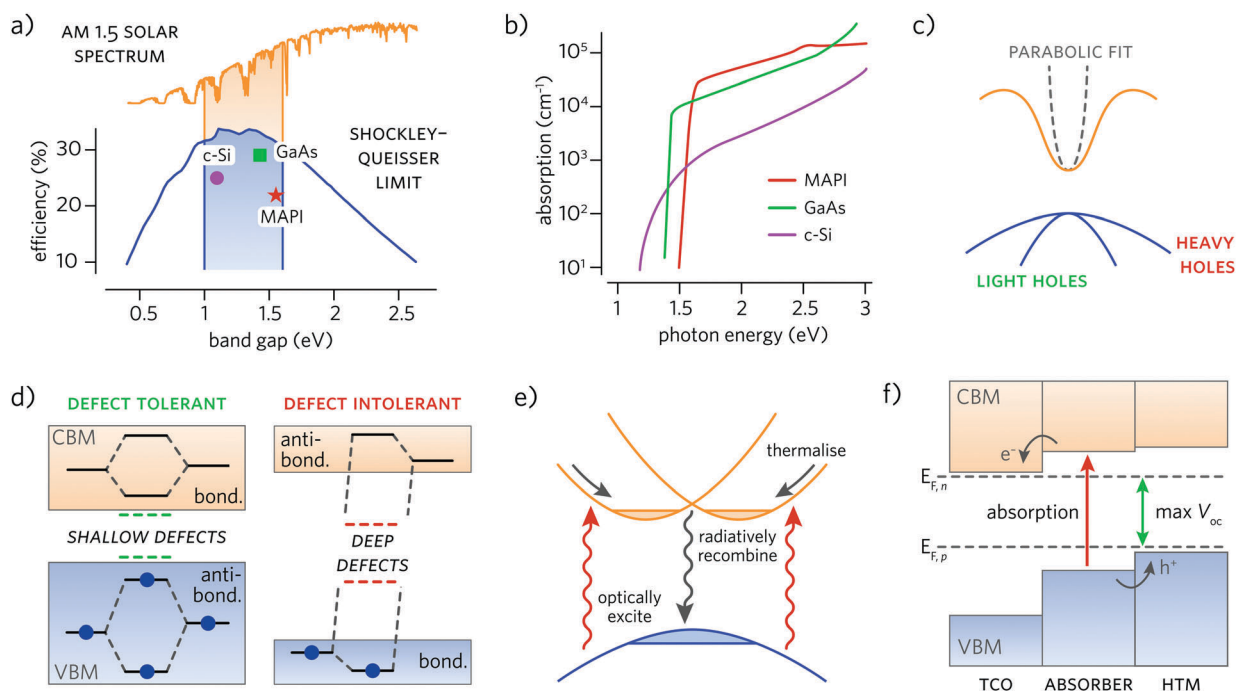 a)
AM 1.5 SOLAR
SPECTRUM
SHOCKLEY–
QUEISSER
LIMIT
c-Si
GaAs
MAPI
efficiency (%)
30
20
10
0.5
1
1.5
2
2.5
band gap (eV)
b)
absorption (cm⁻¹)
10⁵
10⁴
10³
10²
10¹
MAPI
GaAs
c-Si
1
1.5
2
2.5
3
photon energy (eV)
c)
PARABOLIC FIT
HEAVY
HOLES
LIGHT HOLES
d)
DEFECT TOLERANT
CBM
bond.
SHALLOW DEFECTS
anti-
bond.
VBM
DEFECT INTOLERANT
anti-
bond.
DEEP
DEFECTS
bond.
e)
thermalise
radiatively
recombine
optically
excite
f)
CBM
e⁻
E_F,n
absorption
max V_oc
E_F,p
h⁺
VBM
TCO
ABSORBER
HTM